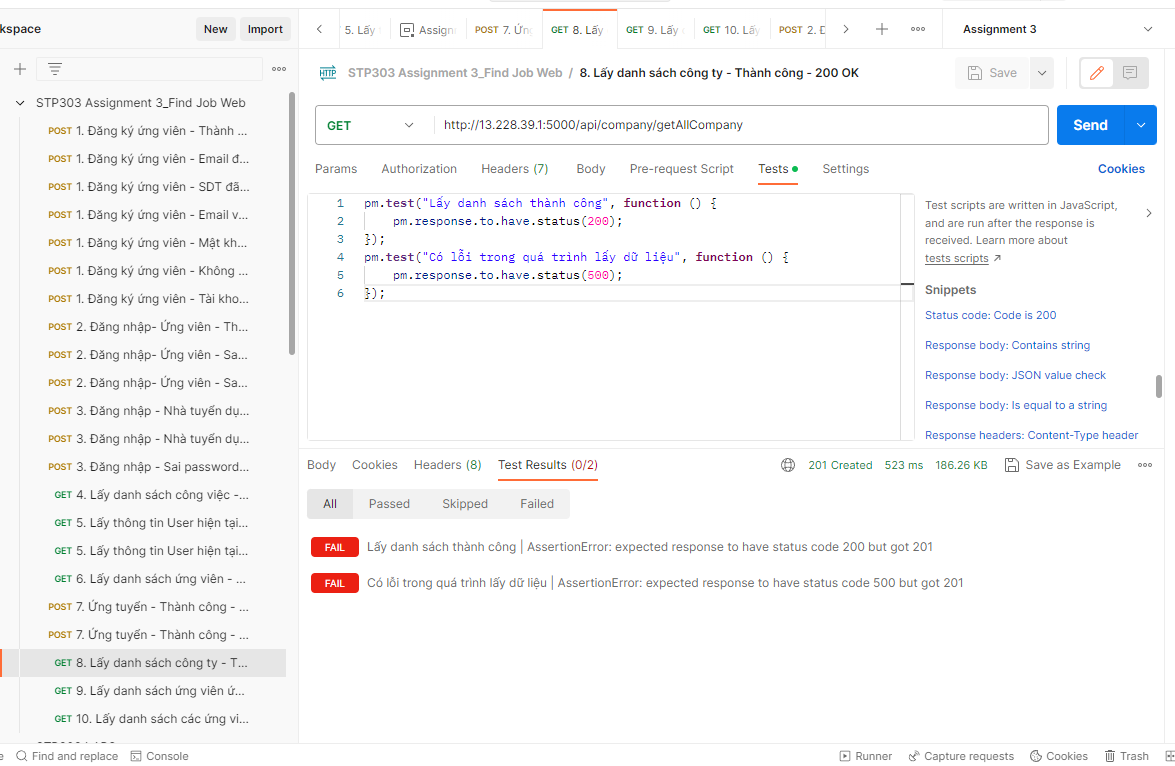 kspace
New
Import
5. Lấy
Assign
POST 7. Ứng
GET 8. Lấy
GET 9. Lấy
GET 10. Lấy
POST 2. Đ
Assignment 3
STP303 Assignment 3_Find Job Web / 8. Lấy danh sách công ty - Thành công - 200 OK
Save
GET
http://13.228.39.1:5000/api/company/getAllCompany
Send
Params
Authorization
Headers (7)
Body
Pre-request Script
Tests
Settings
Cookies
STP303 Assignment 3_Find Job Web
POST 1. Đăng ký ứng viên - Thành ...
POST 1. Đăng ký ứng viên - Email đ...
POST 1. Đăng ký ứng viên - SDT đã...
POST 1. Đăng ký ứng viên - Email v...
POST 1. Đăng ký ứng viên - Mật kh...
POST 1. Đăng ký ứng viên - Không ...
POST 1. Đăng ký ứng viên - Tài kho...
POST 2. Đăng nhập- Ứng viên - Th...
POST 2. Đăng nhập- Ứng viên - Sa...
POST 2. Đăng nhập- Ứng viên - Sa...
POST 3. Đăng nhập - Nhà tuyển dụ...
POST 3. Đăng nhập - Nhà tuyển dụ...
POST 3. Đăng nhập - Sai password...
GET 4. Lấy danh sách công việc -...
GET 5. Lấy thông tin User hiện tại...
GET 5. Lấy thông tin User hiện tại...
GET 6. Lấy danh sách ứng viên - ...
POST 7. Ứng tuyển - Thành công - ...
POST 7. Ứng tuyển - Thành công - ...
GET 8. Lấy danh sách công ty - T...
GET 9. Lấy danh sách ứng viên ứ...
GET 10. Lấy danh sách các ứng vi...
1 pm.test("Lấy danh sách thành công", function () {
2 pm.response.to.have.status(200);
3 });
4 pm.test("Có lỗi trong quá trình lấy dữ liệu", function () {
5 pm.response.to.have.status(500);
6 });
Test scripts are written in JavaScript,
and are run after the response is
received. Learn more about
tests scripts ↗
Snippets
Status code: Code is 200
Response body: Contains string
Response body: JSON value check
Response body: Is equal to a string
Response headers: Content-Type header
Body
Cookies
Headers (8)
Test Results (0/2)
201 Created
523 ms
186.26 KB
Save as Example
All
Passed
Skipped
Failed
FAIL Lấy danh sách thành công | AssertionError: expected response to have status code 200 but got 201
FAIL Có lỗi trong quá trình lấy dữ liệu | AssertionError: expected response to have status code 500 but got 201
Find and replace
Console
Runner
Capture requests
Cookies
Trash